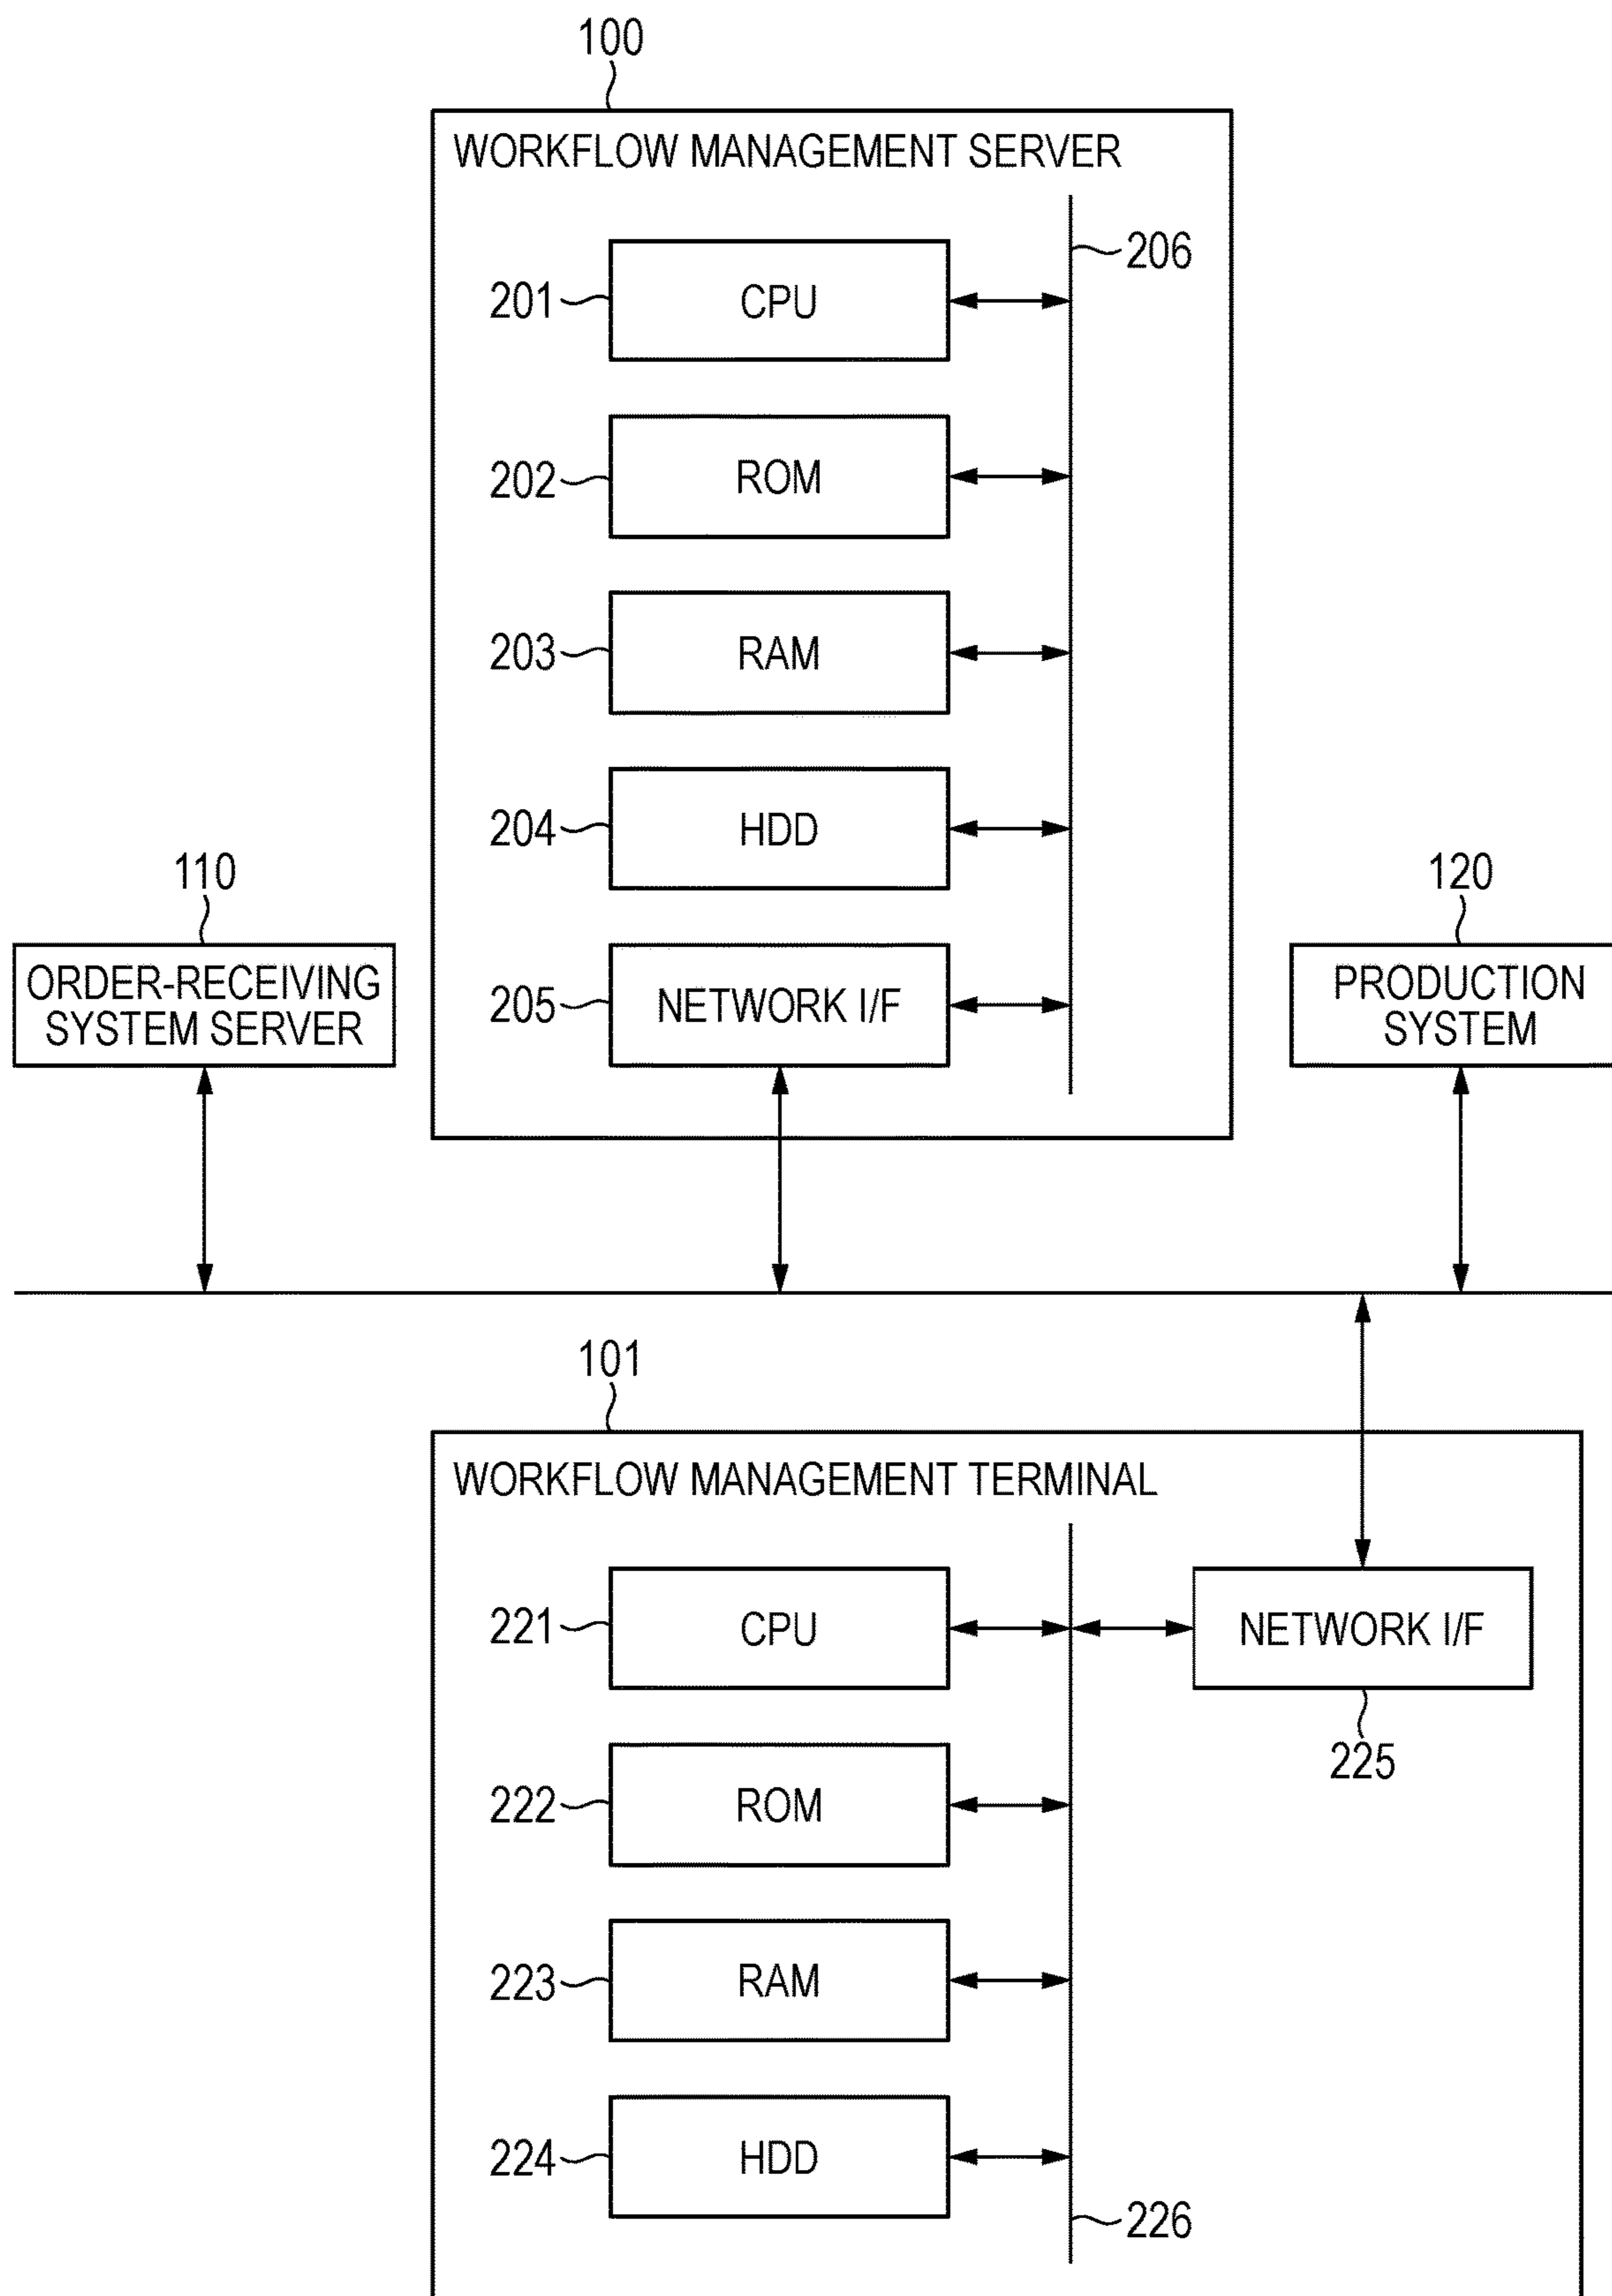 100
WORKFLOW MANAGEMENT SERVER
206
201
CPU
202
ROM
203
RAM
204
HDD
110
120
ORDER-RECEIVING
SYSTEM SERVER
205
NETWORK I/F
PRODUCTION
SYSTEM
101
WORKFLOW MANAGEMENT TERMINAL
221
CPU
NETWORK I/F
225
222
ROM
223
RAM
224
HDD
226